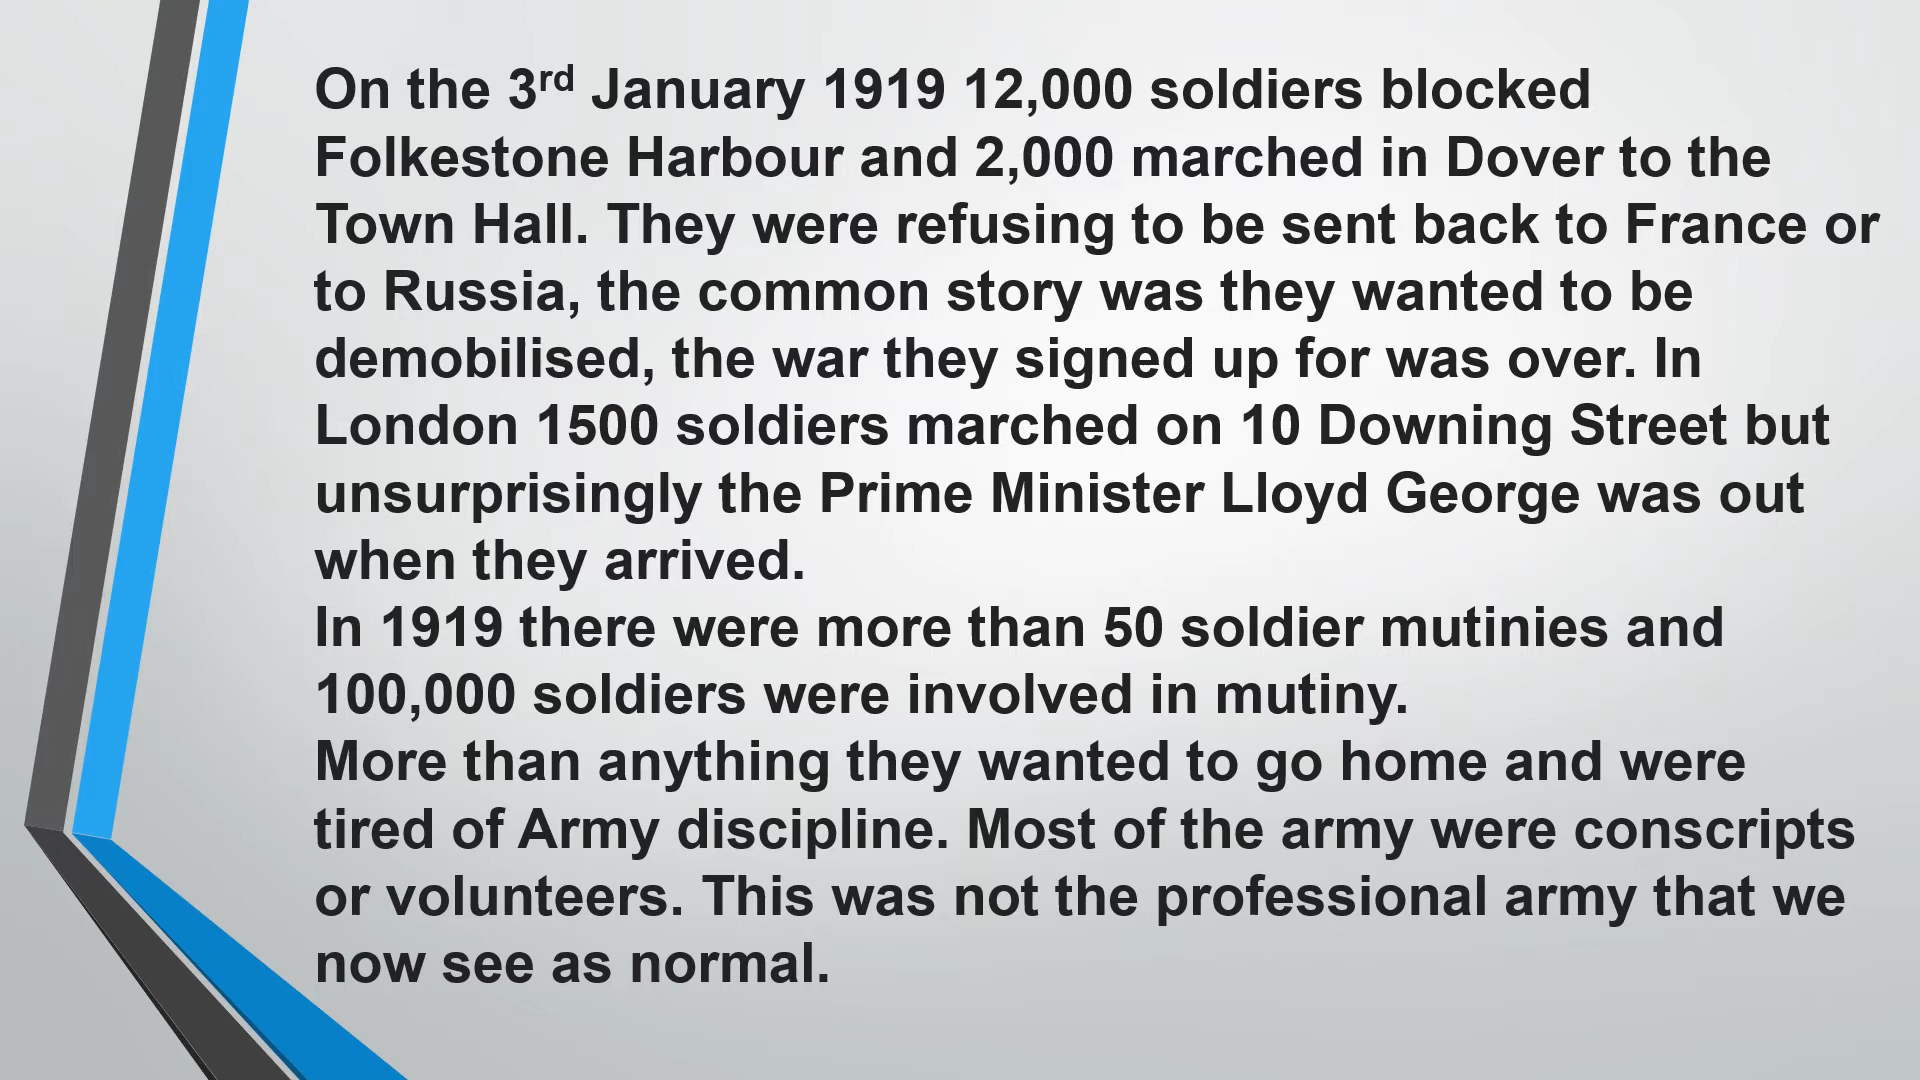 On the 3rd January 1919 12,000 soldiers blocked
Folkestone Harbour and 2,000 marched in Dover to the
Town Hall. They were refusing to be sent back to France or
to Russia, the common story was they wanted to be
demobilised, the war they signed up for was over. In
London 1500 soldiers marched on 10 Downing Street but
unsurprisingly the Prime Minister Lloyd George was out
when they arrived.
In 1919 there were more than 50 soldier mutinies and
100,000 soldiers were involved in mutiny.
More than anything they wanted to go home and were
tired of Army discipline. Most of the army were conscripts
or volunteers. This was not the professional army that we
now see as normal.